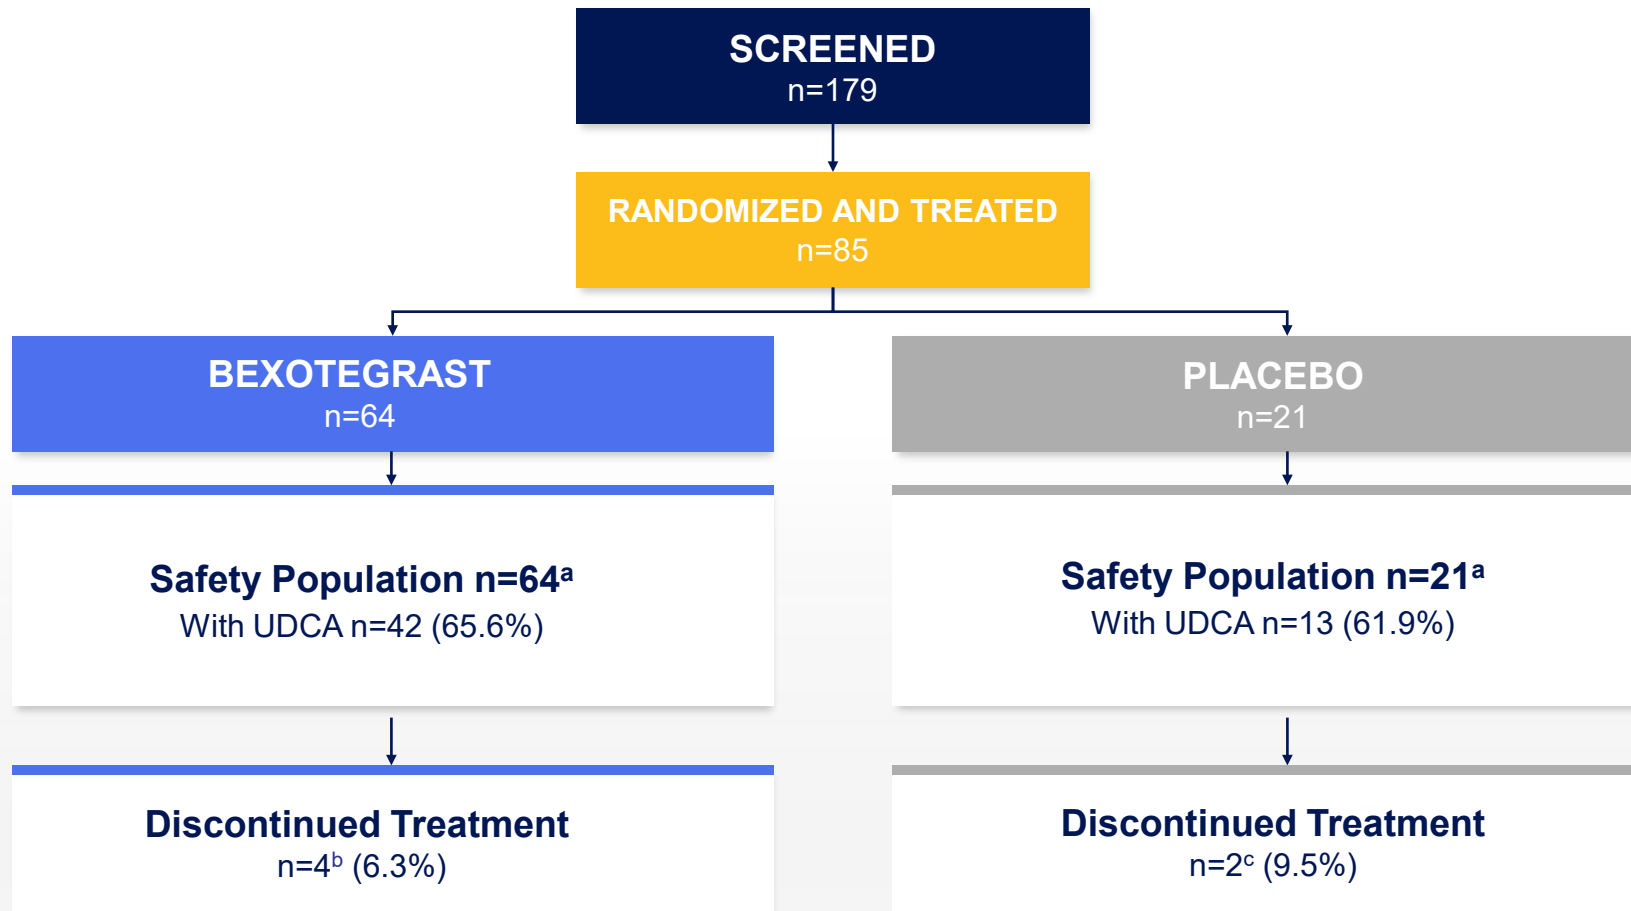 SCREENED
n=179
RANDOMIZED AND TREATED
n=85
BEXOTEGRAST
n=64
PLACEBO
n=21
Safety Population n=64ᵃ
With UDCA n=42 (65.6%)
Safety Population n=21ᵃ
With UDCA n=13 (61.9%)
Discontinued Treatment
n=4ᵇ (6.3%)
Discontinued Treatment
n=2ᶜ (9.5%)